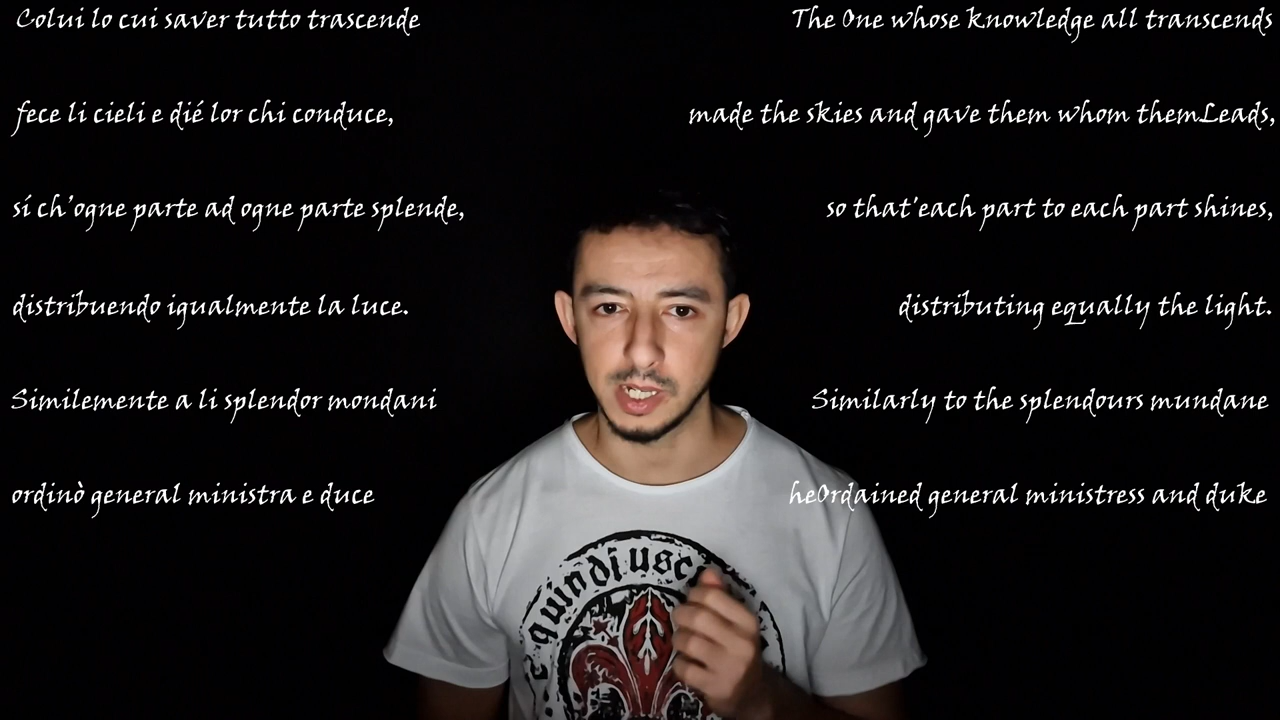 Colui lo cui saver tutto trascende
fece li cieli e dié lor chi conduce,
sí ch'ogne parte ad ogne parte splende,
distribuendo igualmente la luce.
Similemente a li splendor mondani
ordinò general ministra e duce
The One whose knowledge all transcends
made the skies and gave them whom themLeads,
so that'each part to each part shines,
distributing equally the light.
Similarly to the splendours mundane
heOrdained general ministress and duke
E quindi usc